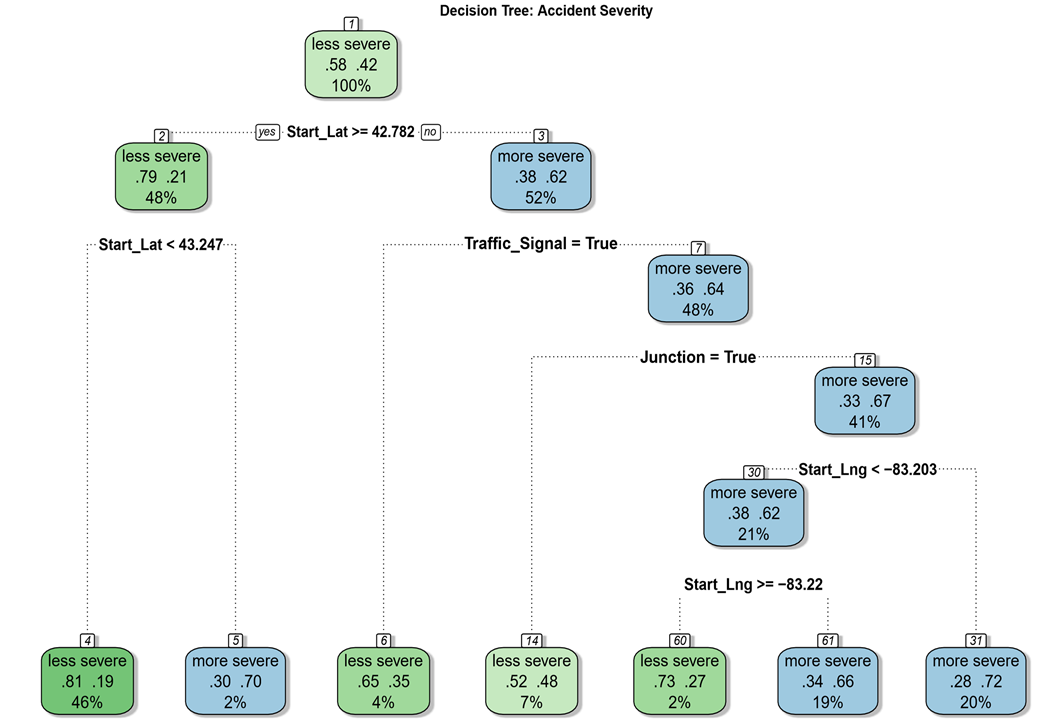 Decision Tree: Accident Severity
1
less severe
.58 .42
100%
yes Start_Lat >= 42.782 no
2
less severe
.79 .21
48%
3
more severe
.38 .62
52%
Start_Lat < 43.247
Traffic_Signal = True
7
more severe
.36 .64
48%
Junction = True
15
more severe
.33 .67
41%
Start_Lng < −83.203
30
more severe
.38 .62
21%
Start_Lng >= −83.22
4
less severe
.81 .19
46%
5
more severe
.30 .70
2%
6
less severe
.65 .35
4%
14
less severe
.52 .48
7%
60
less severe
.73 .27
2%
61
more severe
.34 .66
19%
31
more severe
.28 .72
20%